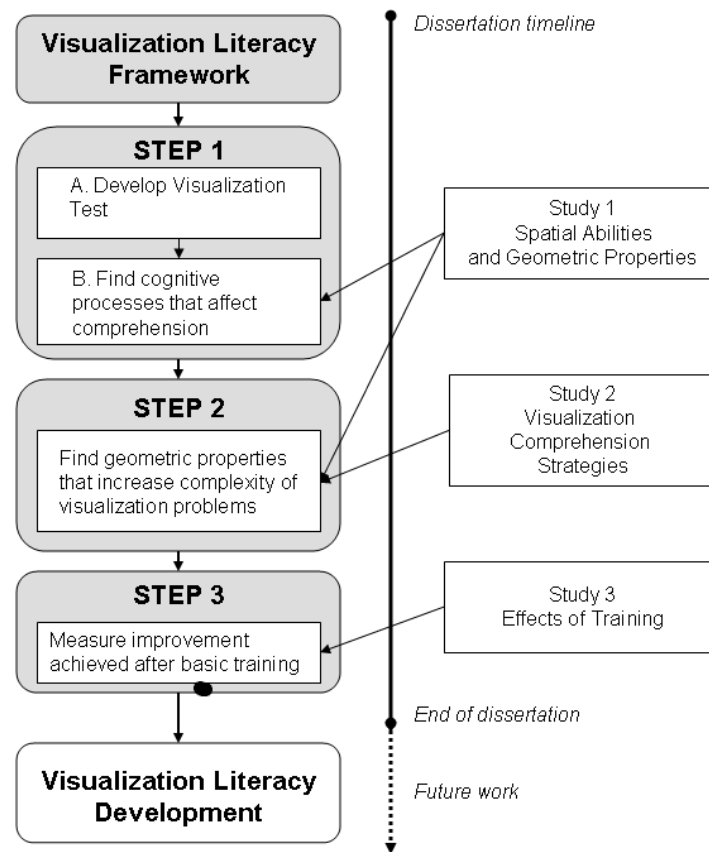 Visualization Literacy
Framework
STEP 1
A. Develop Visualization
Test
B. Find cognitive
processes that affect
comprehension
STEP 2
Find geometric properties
that increase complexity of
visualization problems
STEP 3
Measure improvement
achieved after basic training
Visualization Literacy
Development
Dissertation timeline
Study 1
Spatial Abilities
and Geometric Properties
Study 2
Visualization
Comprehension
Strategies
Study 3
Effects of Training
End of dissertation
Future work